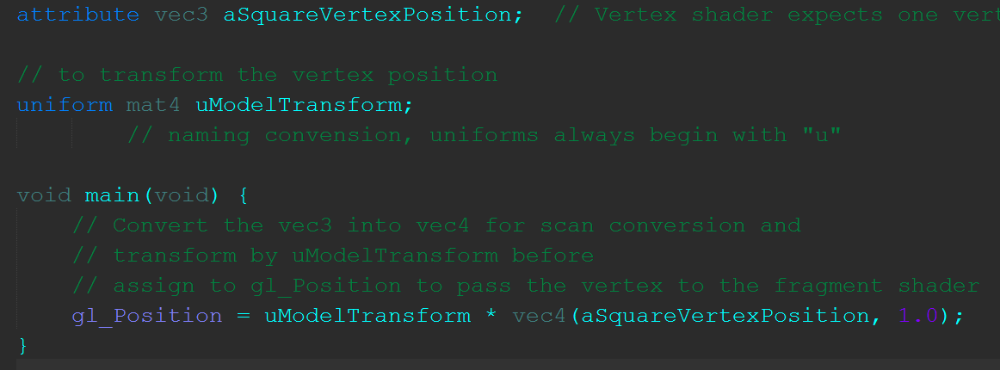 attribute vec3 aSquareVertexPosition;  // Vertex shader expects one
// to transform the vertex position
uniform mat4 uModelTransform;
// naming convension, uniforms always begin with "u"
void main(void) {
// Convert the vec3 into vec4 for scan conversion and
// transform by uModelTransform before
// assign to gl_Position to pass the vertex to the fragment shader
gl_Position = uModelTransform * vec4(aSquareVertexPosition, 1.0);
}